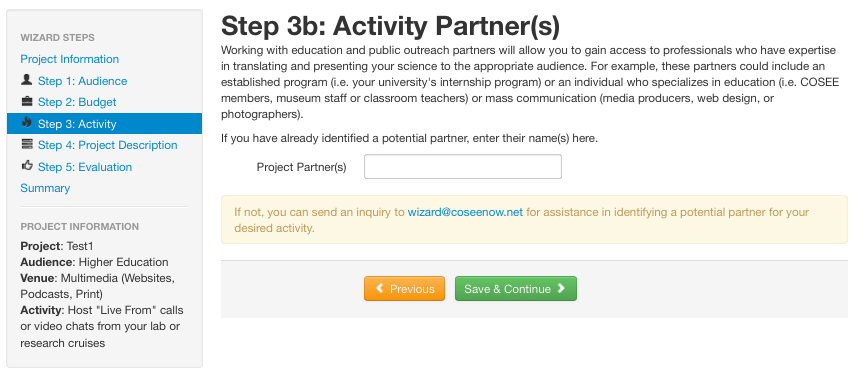 WIZARD STEPS
Project Information
Step 1: Audience
Step 2: Budget
Step 3: Activity
Step 4: Project Description
Step 5: Evaluation
Summary
PROJECT INFORMATION
Project: Test1
Audience: Higher Education
Venue: Multimedia (Websites,
Podcasts, Print)
Activity: Host "Live From" calls
or video chats from your lab or
research cruises
Step 3b: Activity Partner(s)
Working with education and public outreach partners will allow you to gain access to professionals who have expertise
in translating and presenting your science to the appropriate audience. For example, these partners could include an
established program (i.e. your university's internship program) or an individual who specializes in education (i.e. COSEE
members, museum staff or classroom teachers) or mass communication (media producers, web design, or
photographers).
If you have already identified a potential partner, enter their name(s) here.
Project Partner(s)
If not, you can send an inquiry to wizard@coseenow.net for assistance in identifying a potential partner for your
desired activity.
Previous
Save & Continue